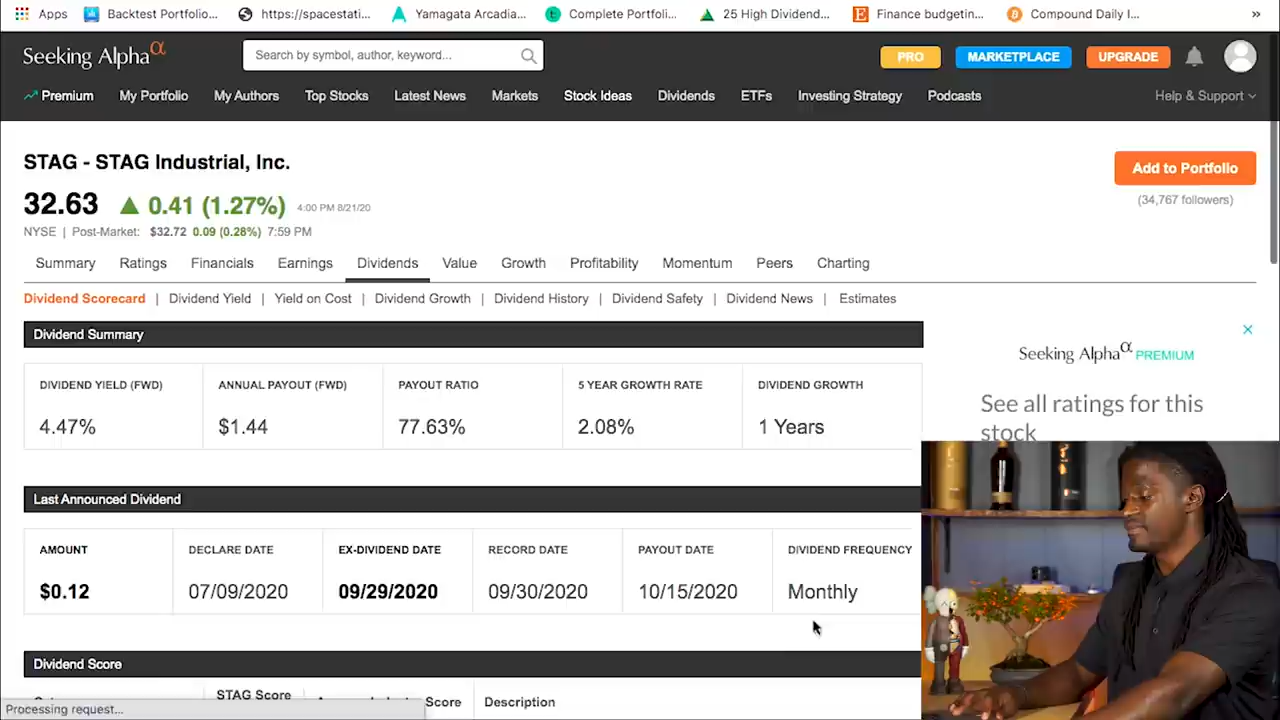 Backtest Portfolio... https://spacestati... Yamagata Arcadia... Complete Portfoli... 25 High Dividend... Finance budgetin... Compound Daily I... »
Seeking Alpha α Search by symbol, author, keyword... PRO MARKETPLACE UPGRADE
Premium My Portfolio My Authors Top Stocks Latest News Markets Stock Ideas Dividends ETFs Investing Strategy Podcasts Help & Support
STAG - STAG Industrial, Inc.
Add to Portfolio
32.63 ▲ 0.41 (1.27%) 4:00 PM 8/21/20
(34,767 followers)
NYSE | Post-Market: $32.72 0.09 (0.28%) 7:59 PM
Summary Ratings Financials Earnings Dividends Value Growth Profitability Momentum Peers Charting
Dividend Scorecard | Dividend Yield | Yield on Cost | Dividend Growth | Dividend History | Dividend Safety | Dividend News | Estimates
Dividend Summary
Seeking Alpha α PREMIUM
DIVIDEND YIELD (FWD) ANNUAL PAYOUT (FWD) PAYOUT RATIO 5 YEAR GROWTH RATE DIVIDEND GROWTH
4.47% $1.44 77.63% 2.08% 1 Years
See all ratings for this
stock
Last Announced Dividend
AMOUNT DECLARE DATE EX-DIVIDEND DATE RECORD DATE PAYOUT DATE DIVIDEND FREQUENCY
$0.12 07/09/2020 09/29/2020 09/30/2020 10/15/2020 Monthly
Dividend Score
STAG Score Score Description
Processing request...